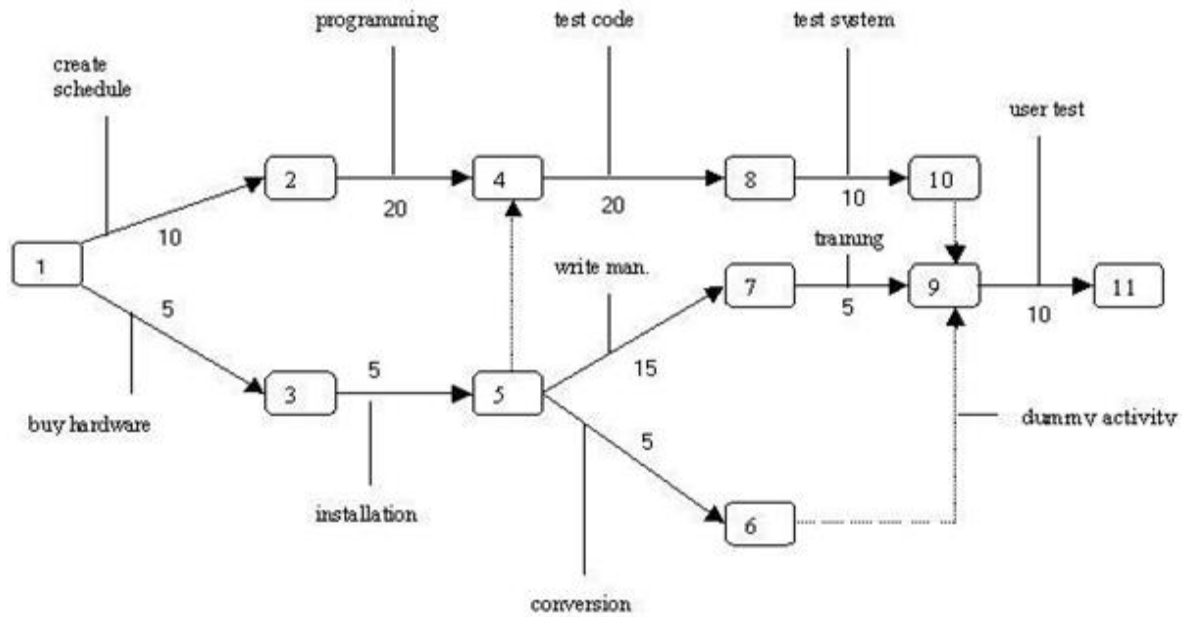 programming
test code
test system
create
schedule
user test
2
4
8
10
20
20
10
10
training
1
write man.
7
9
11
5
5
10
5
15
3
5
buy hardware
5
dummy activity
installation
6
conversion